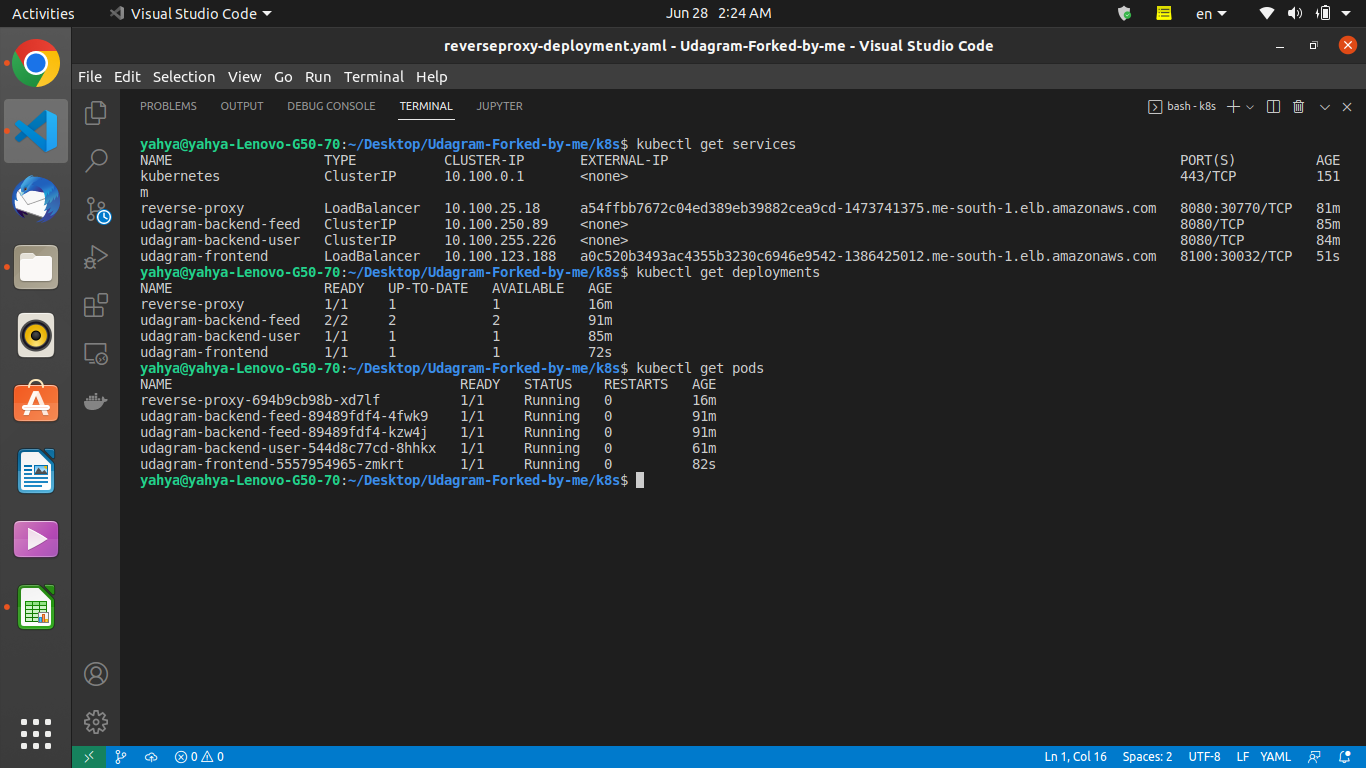 Activities Visual Studio Code Jun 28 2:24 AM en
reverseproxy-deployment.yaml - Udagram-Forked-by-me - Visual Studio Code
File Edit Selection View Go Run Terminal Help
PROBLEMS OUTPUT DEBUG CONSOLE TERMINAL JUPYTER bash - k8s
yahya@yahya-Lenovo-G50-70:~/Desktop/Udagram-Forked-by-me/k8s$ kubectl get services
NAME TYPE CLUSTER-IP EXTERNAL-IP PORT(S) AGE
kubernetes ClusterIP 10.100.0.1 <none> 443/TCP 151
m
reverse-proxy LoadBalancer 10.100.25.18 a54ffbb7672c04ed389eb39882cea9cd-1473741375.me-south-1.elb.amazonaws.com 8080:30770/TCP 81m
udagram-backend-feed ClusterIP 10.100.250.89 <none> 8080/TCP 85m
udagram-backend-user ClusterIP 10.100.255.226 <none> 8080/TCP 84m
udagram-frontend LoadBalancer 10.100.123.188 a0c520b3493ac4355b3230c6946e9542-1386425012.me-south-1.elb.amazonaws.com 8100:30032/TCP 51s
yahya@yahya-Lenovo-G50-70:~/Desktop/Udagram-Forked-by-me/k8s$ kubectl get deployments
NAME READY UP-TO-DATE AVAILABLE AGE
reverse-proxy 1/1 1 1 16m
udagram-backend-feed 2/2 2 2 91m
udagram-backend-user 1/1 1 1 85m
udagram-frontend 1/1 1 1 72s
yahya@yahya-Lenovo-G50-70:~/Desktop/Udagram-Forked-by-me/k8s$ kubectl get pods
NAME READY STATUS RESTARTS AGE
reverse-proxy-694b9cb98b-xd7lf 1/1 Running 0 16m
udagram-backend-feed-89489fdf4-4fwk9 1/1 Running 0 91m
udagram-backend-feed-89489fdf4-kzw4j 1/1 Running 0 91m
udagram-backend-user-544d8c77cd-8hhkx 1/1 Running 0 61m
udagram-frontend-5557954965-zmkrt 1/1 Running 0 82s
yahya@yahya-Lenovo-G50-70:~/Desktop/Udagram-Forked-by-me/k8s$
0 0 Ln 1, Col 16 Spaces: 2 UTF-8 LF YAML